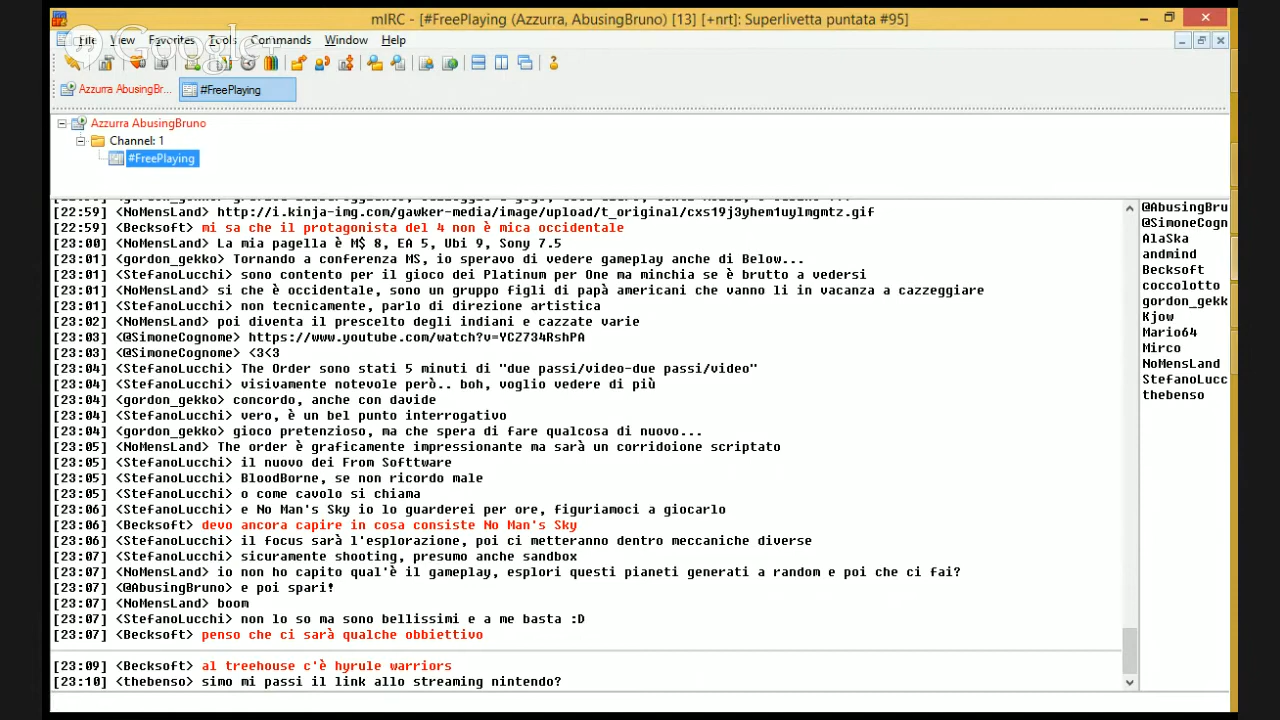 mIRC - [#FreePlaying (Azzurra, AbusingBruno) [13] [+nrt]: Superlivetta puntata #95)
Google+
File View Favorites Tools Commands Window Help
Azzurra AbusingBr... #FreePlaying
Azzurra AbusingBruno
Channel: 1
#FreePlaying
[22:59] <NoMensLand> http://i.kinja-img.com/gawker-media/image/upload/t_original/cxs19j3yhem1uylmgmtz.gif
[22:59] <Becksoft> mi sa che il protagonista del 4 non è mica occidentale
[23:00] <NoMensLand> La mia pagella è M$ 8, EA 5, Ubi 9, Sony 7.5
[23:01] <gordon_gekko> Tornando a conferenza MS, io speravo di vedere gameplay anche di Below...
[23:01] <StefanoLucchi> sono contento per il gioco dei Platinum per One ma minchia se è brutto a vedersi
[23:01] <NoMensLand> si che è occidentale, sono un gruppo figli di papà americani che vanno li in vacanza a cazzeggiare
[23:01] <StefanoLucchi> non tecnicamente, parlo di direzione artistica
[23:02] <NoMensLand> poi diventa il prescelto degli indiani e cazzate varie
[23:03] <@SimoneCognome> https://www.youtube.com/watch?v=YCZ734RshPA
[23:03] <@SimoneCognome> <3<3
[23:04] <StefanoLucchi> The Order sono stati 5 minuti di "due passi/video-due passi/video"
[23:04] <StefanoLucchi> visivamente notevole però.. boh, voglio vedere di più
[23:04] <gordon_gekko> concordo, anche con davide
[23:04] <StefanoLucchi> vero, è un bel punto interrogativo
[23:04] <gordon_gekko> gioco pretenzioso, ma che spera di fare qualcosa di nuovo...
[23:05] <NoMensLand> The order è graficamente impressionante ma sarà un corridoione scriptato
[23:05] <StefanoLucchi> il nuovo dei From Softtware
[23:05] <StefanoLucchi> BloodBorne, se non ricordo male
[23:05] <StefanoLucchi> o come cavolo si chiama
[23:06] <StefanoLucchi> e No Man's Sky io lo guarderei per ore, figuriamoci a giocarlo
[23:06] <Becksoft> devo ancora capire in cosa consiste No Man's Sky
[23:06] <StefanoLucchi> il focus sarà l'esplorazione, poi ci metteranno dentro meccaniche diverse
[23:07] <StefanoLucchi> sicuramente shooting, presumo anche sandbox
[23:07] <NoMensLand> io non ho capito qual'è il gameplay, esplori questi pianeti generati a random e poi che ci fai?
[23:07] <@AbusingBruno> e poi spari!
[23:07] <NoMensLand> boom
[23:07] <StefanoLucchi> non lo so ma sono bellissimi e a me basta :D
[23:07] <Becksoft> penso che ci sarà qualche obbiettivo
[23:09] <Becksoft> al treehouse c'è hyrule warriors
[23:10] <thebenso> simo mi passi il link allo streaming nintendo?
@AbusingBru
@SimoneCogn
AlaSka
andmind
Becksoft
coccolotto
gordon_gekk
Kjow
Mario64
Mirco
NoMensLand
StefanoLucc
thebenso